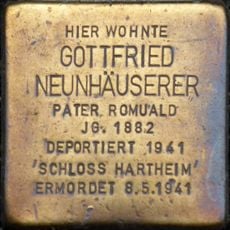 HIER WOHNTE
GOTTFRIED
NEUNHÄUSERER
PATER ROMUALD
JG. 1882
DEPORTIERT 1941
'SCHLOSS HARTHEIM'
ERMORDET 8.5.1941